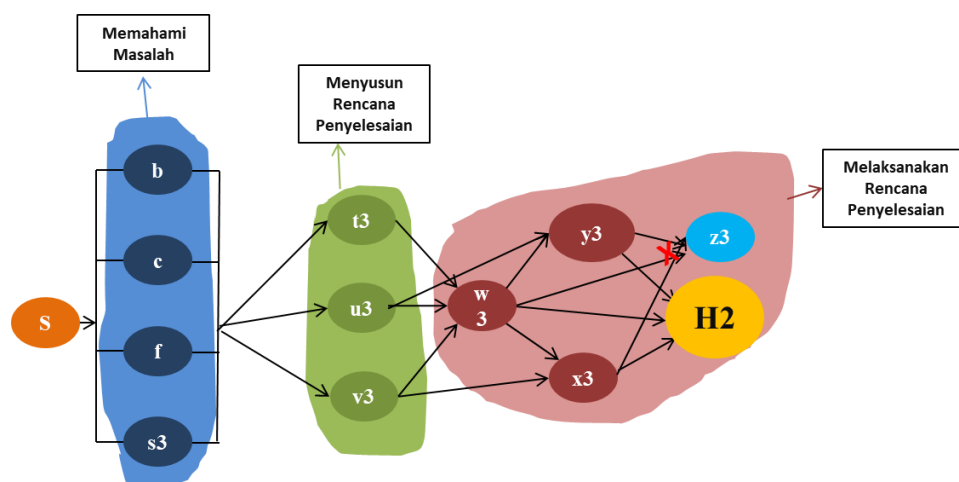 Memahami
Masalah
Menyusun
Rencana
Penyelesaian
Melaksanakan
Rencana
Penyelesaian
S
b
c
f
s3
t3
u3
v3
w
3
y3
x3
z3
H2